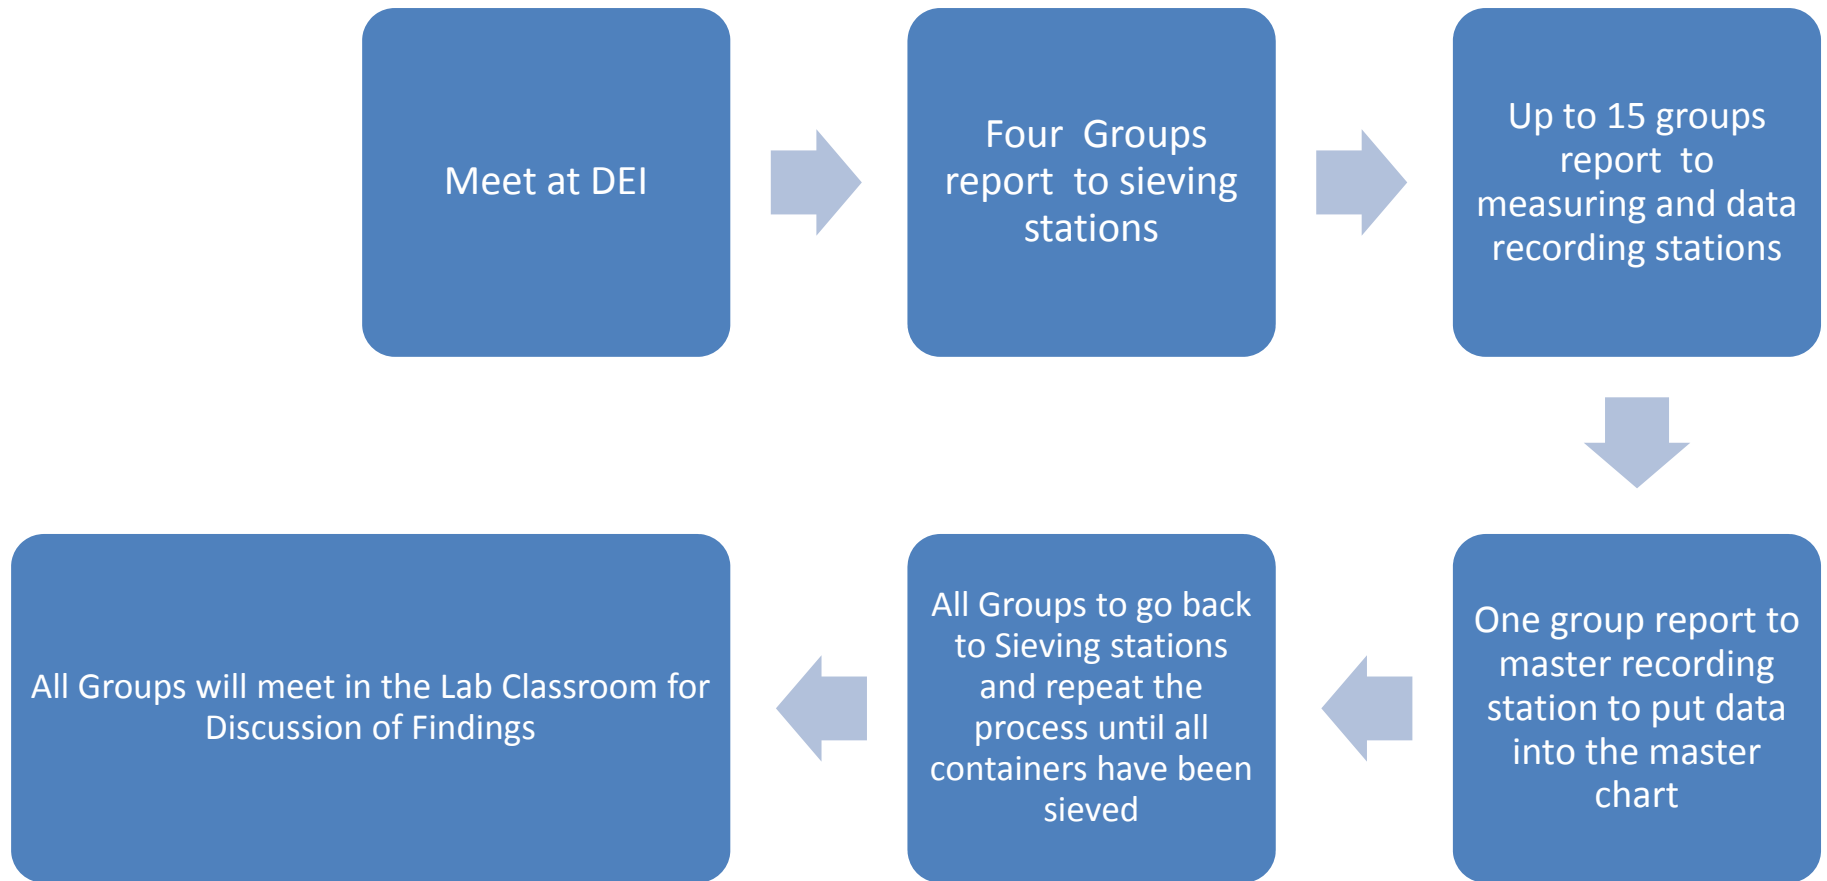 Meet at DEI
Four Groups
report to sieving
stations
Up to 15 groups
report to
measuring and data
recording stations
One group report to
master recording
station to put data
into the master
chart
All Groups to go back
to Sieving stations
and repeat the
process until all
containers have been
sieved
All Groups will meet in the Lab Classroom for
Discussion of Findings